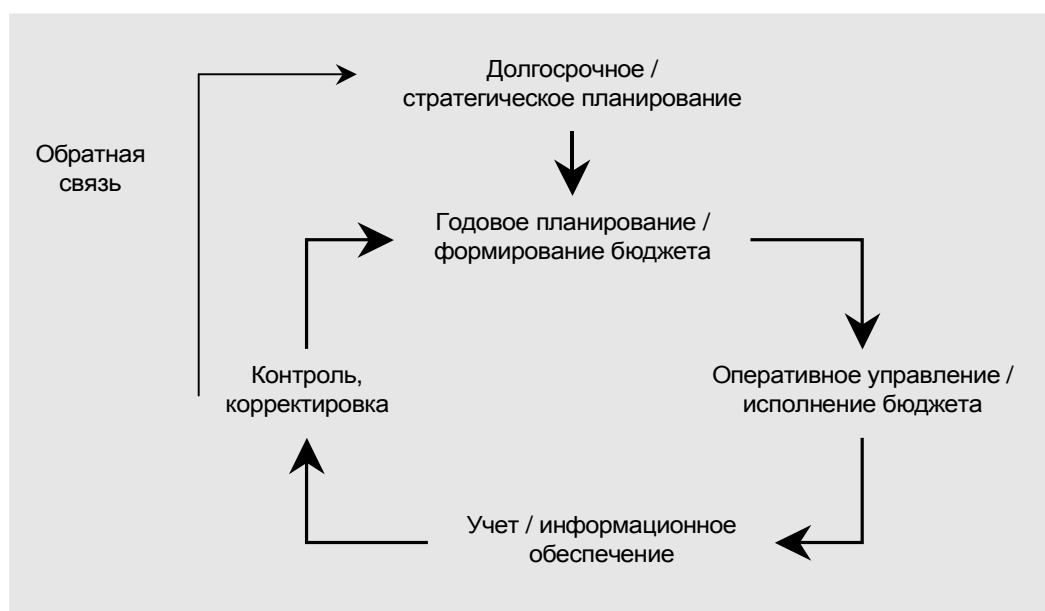 Долгосрочное /
стратегическое планирование
Обратная
связь
Годовое планирование /
формирование бюджета
Контроль,
корректировка
Оперативное управление /
исполнение бюджета
Учет / информационное
обеспечение